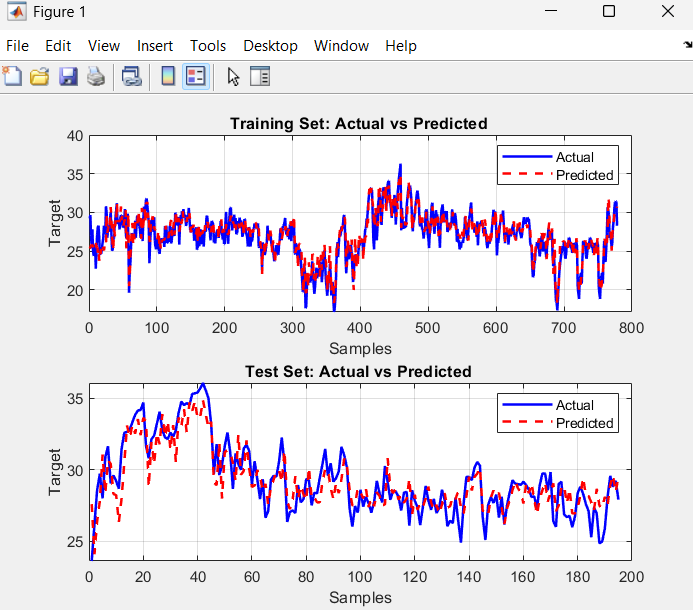 Figure 1
File Edit View Insert Tools Desktop Window Help
Training Set: Actual vs Predicted
40
35
30
25
20
Target
Actual
Predicted
0 100 200 300 400 500 600 700 800
Samples
Test Set: Actual vs Predicted
35
30
25
Target
Actual
Predicted
0 20 40 60 80 100 120 140 160 180 200
Samples